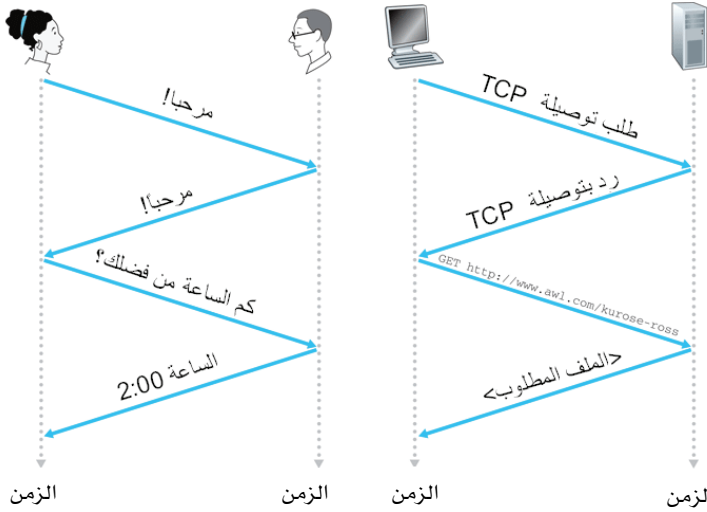 مرحبا!
مرحباً!
كم الساعة من فضلك؟
الساعة 2:00
الزمن
الزمن
طلب توصيلة TCP
رد بتوصيلة TCP
GET http://www.awl.com/kurose-ross
<الملف المطلوب>
الزمن
لزمن